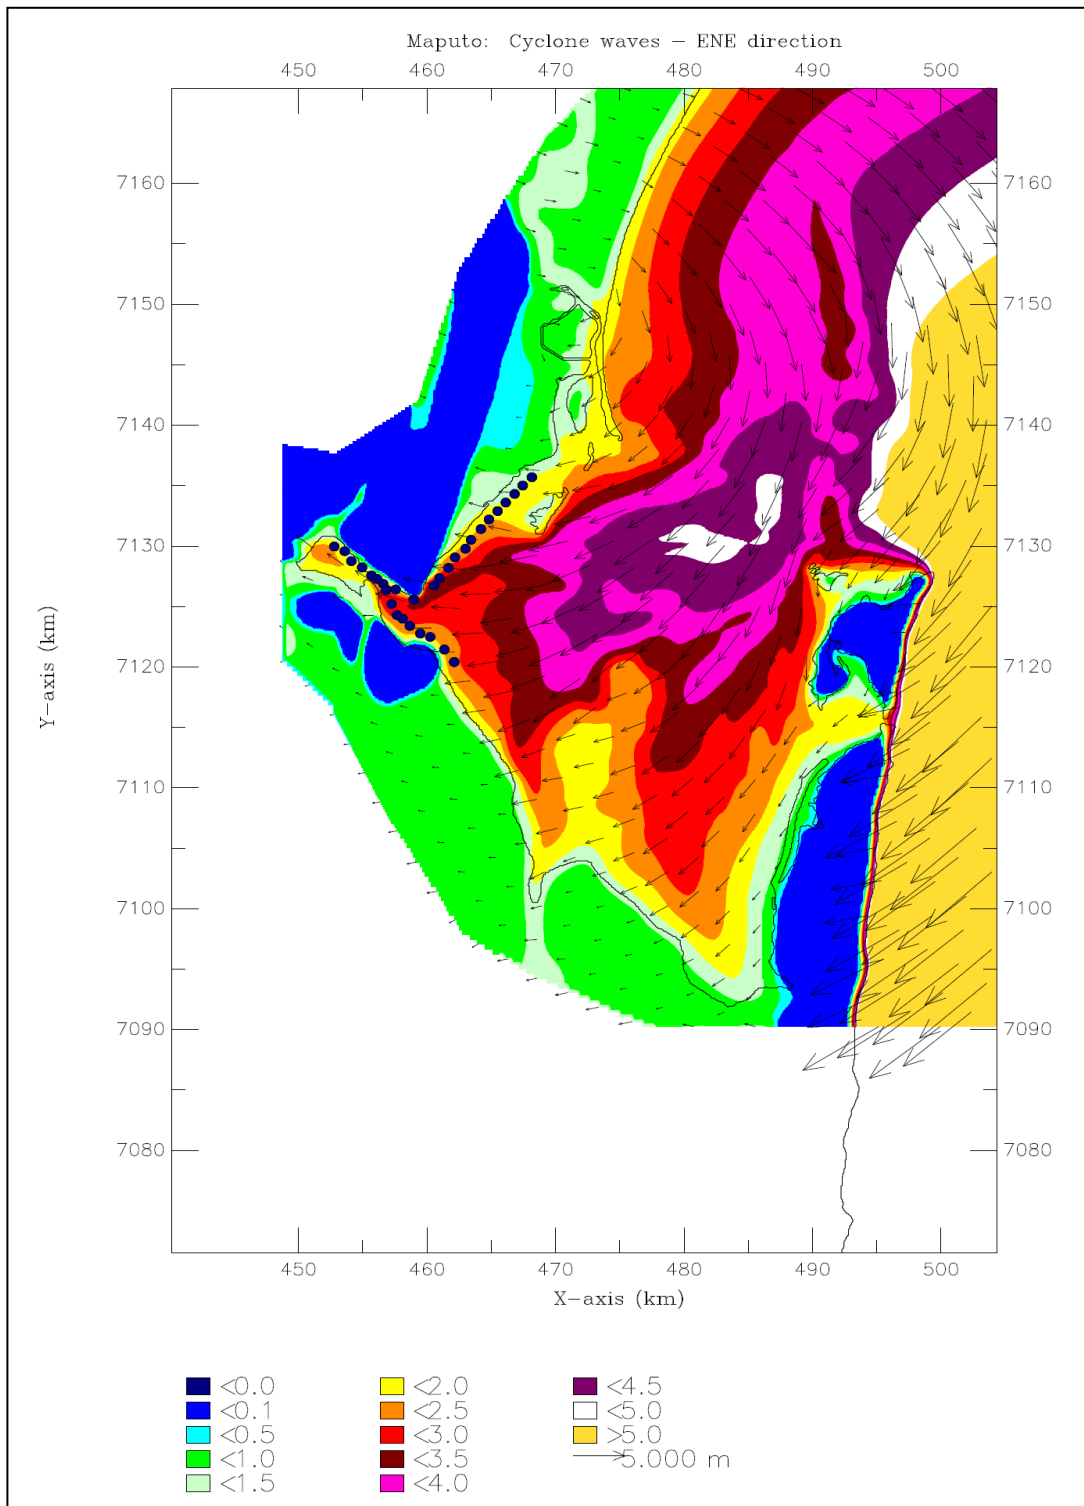 Maputo: Cyclone waves – ENE direction
450 460 470 480 490 500
7160 7160
7150 7150
7140 7140
7130 7130
7120 7120
7110 7110
7100 7100
7090 7090
7080 7080
Y-axis (km)
450 460 470 480 490 500
X-axis (km)
<0.0 <2.0 <4.5
<0.1 <2.5 <5.0
<0.5 <3.0 >5.0
<1.0 <3.5 5.000 m
<1.5 <4.0